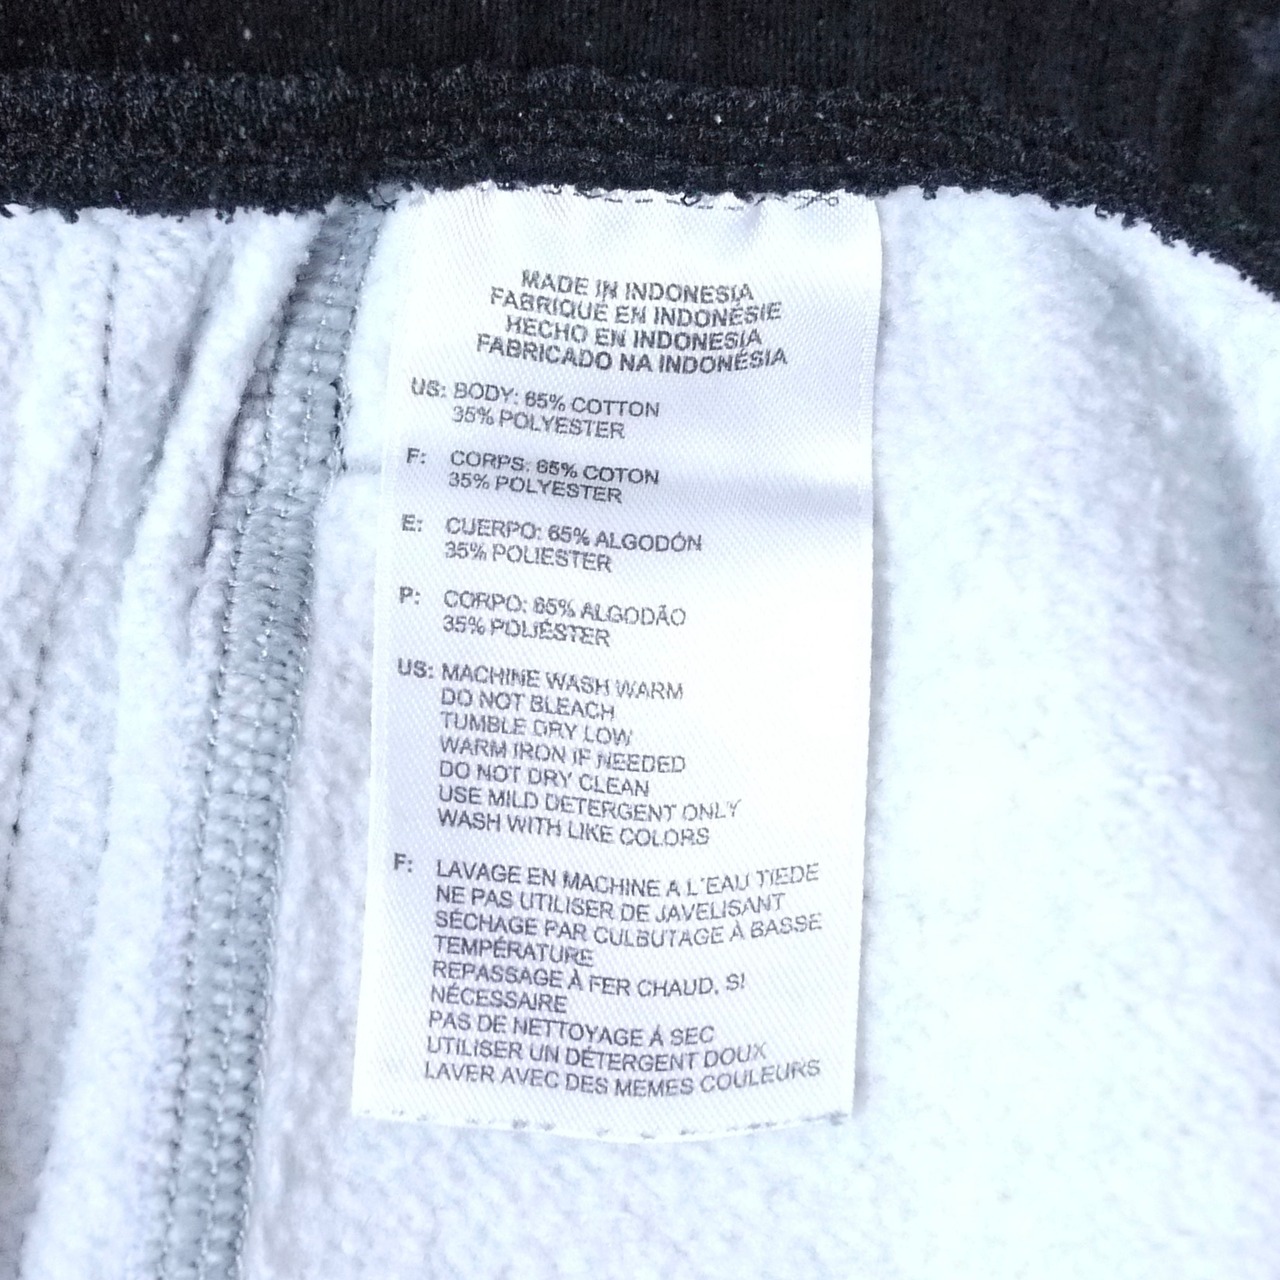 MADE IN INDONESIA
FABRIQUÉ EN INDONÉSIE
HECHO EN INDONESIA
FABRICADO NA INDONÉSIA
US: BODY: 65% COTTON
35% POLYESTER
F: CORPS: 65% COTON
35% POLYESTER
E: CUERPO: 65% ALGODÓN
35% POLIESTER
P: CORPO: 65% ALGODÃO
35% POLIÉSTER
US: MACHINE WASH WARM
DO NOT BLEACH
TUMBLE DRY LOW
WARM IRON IF NEEDED
DO NOT DRY CLEAN
USE MILD DETERGENT ONLY
WASH WITH LIKE COLORS
F: LAVAGE EN MACHINE A L'EAU TIEDE
NE PAS UTILISER DE JAVELISANT
SÉCHAGE PAR CULBUTAGE À BASSE
TEMPÉRATURE
REPASSAGE À FER CHAUD, SI
NÉCESSAIRE
PAS DE NETTOYAGE À SEC
UTILISER UN DÉTERGENT DOUX
LAVER AVEC DES MEMES COULEURS